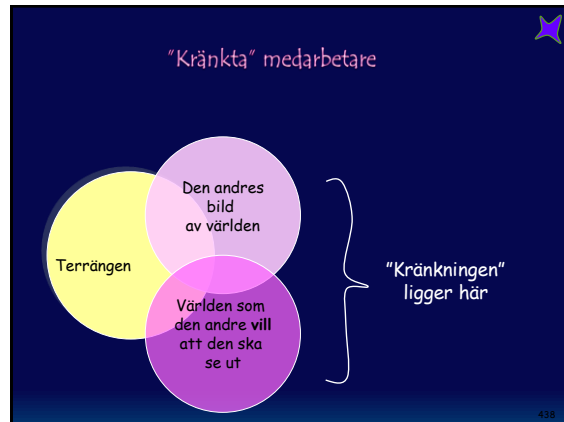 "Kränkta" medarbetare
Den andres
bild
av världen
Terrängen
Världen som
den andre vill
att den ska
se ut
"Kränkningen"
ligger här
438